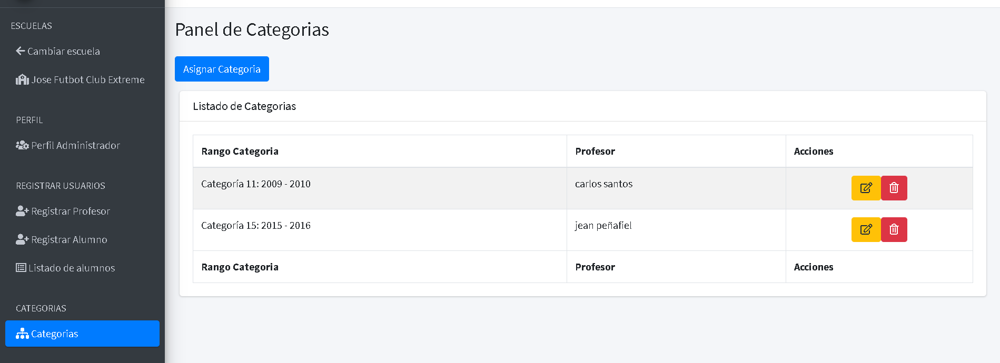 ESCUELAS
Cambiar escuela
Jose Futbot Club Extreme
PERFIL
Perfil Administrador
REGISTRAR USUARIOS
Registrar Profesor
Registrar Alumno
Listado de alumnos
CATEGORIAS
Categorias
Panel de Categorias
Asignar Categoria
Listado de Categorias
Rango Categoria Profesor Acciones
Categoría 11: 2009 - 2010 carlos santos
Categoría 15: 2015 - 2016 jean peñafiel
Rango Categoria Profesor Acciones